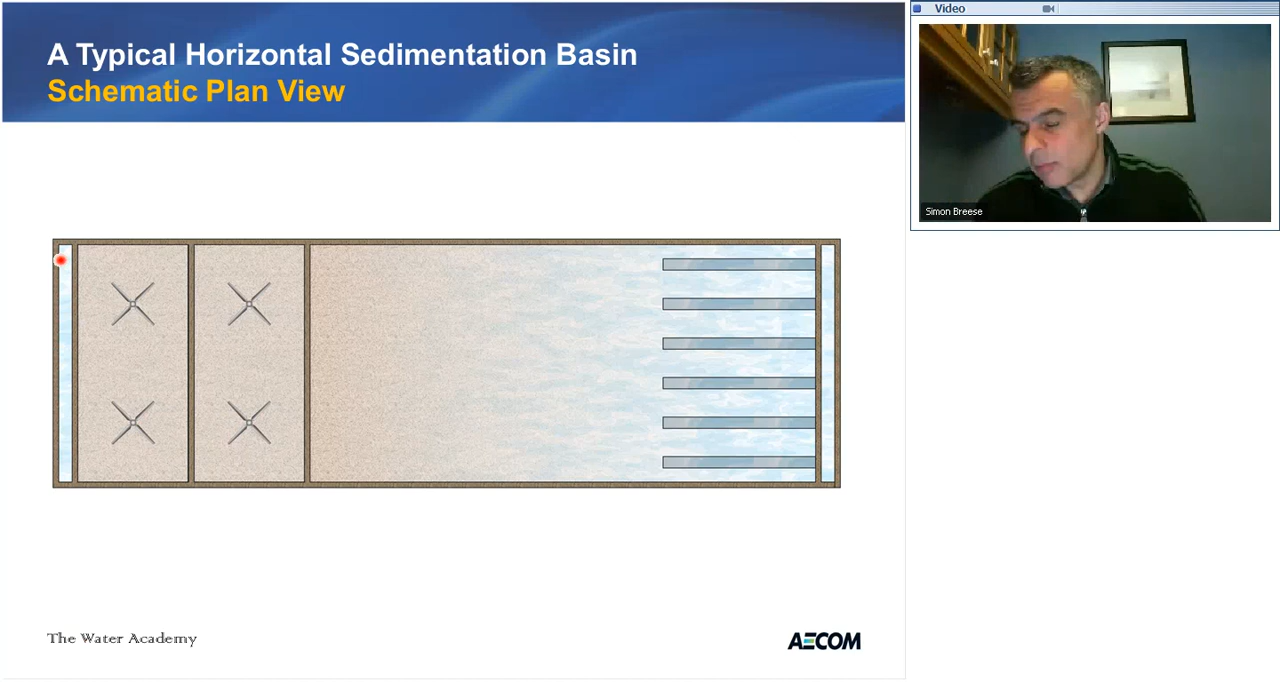 A Typical Horizontal Sedimentation Basin
Schematic Plan View
Video
Simon Breese
The Water Academy
AECOM